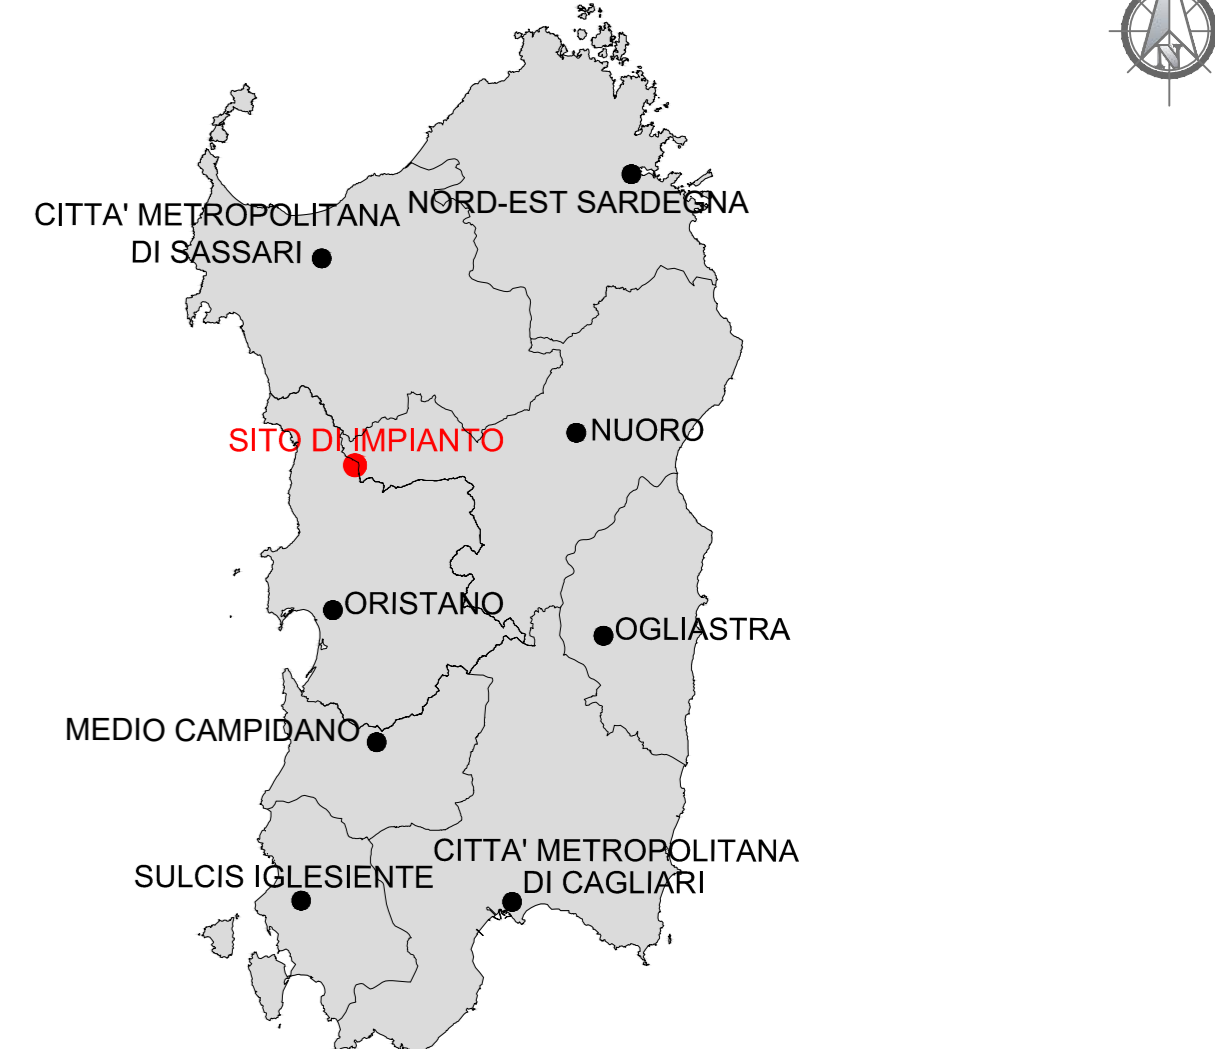 N
NORD-EST SARDEGNA
CITTA' METROPOLITANA
DI SASSARI
SITO DI IMPIANTO
NUORO
ORISTANO
OGLIASTRA
MEDIO CAMPIDANO
CITTA' METROPOLITANA
DI CAGLIARI
SULCIS IGLESIENTE